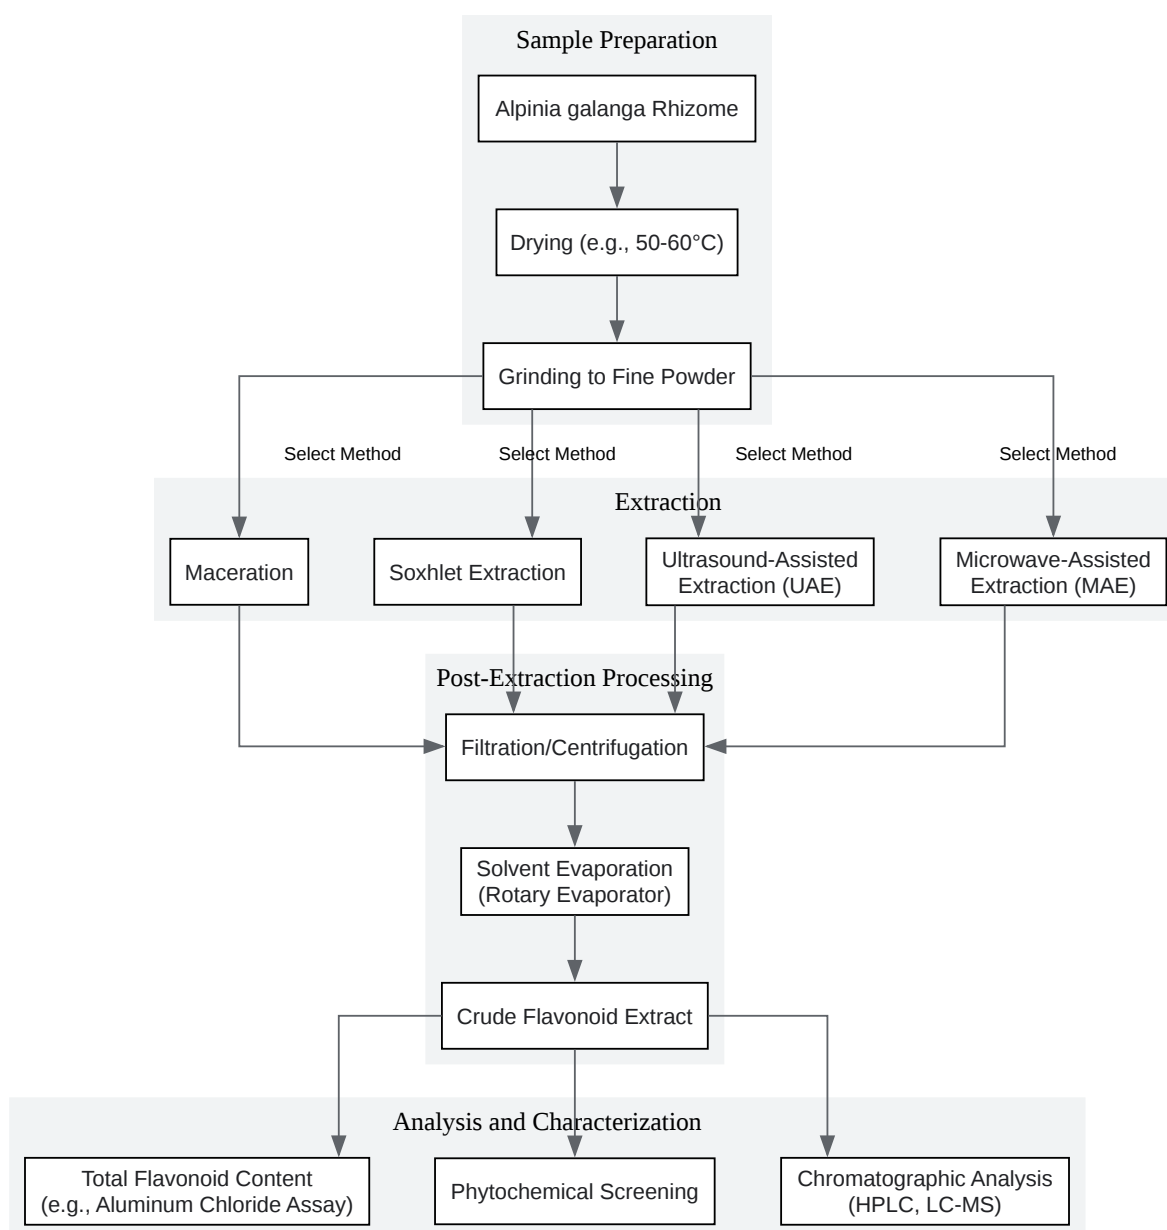 Sample Preparation
Alpinia galanga Rhizome
Drying (e.g., 50-60°C)
Grinding to Fine Powder
Select Method
Select Method
Select Method
Select Method
Extraction
Maceration
Soxhlet Extraction
Ultrasound-Assisted
Extraction (UAE)
Microwave-Assisted
Extraction (MAE)
Post-Extraction Processing
Filtration/Centrifugation
Solvent Evaporation
(Rotary Evaporator)
Crude Flavonoid Extract
Analysis and Characterization
Total Flavonoid Content
(e.g., Aluminum Chloride Assay)
Phytochemical Screening
Chromatographic Analysis
(HPLC, LC-MS)